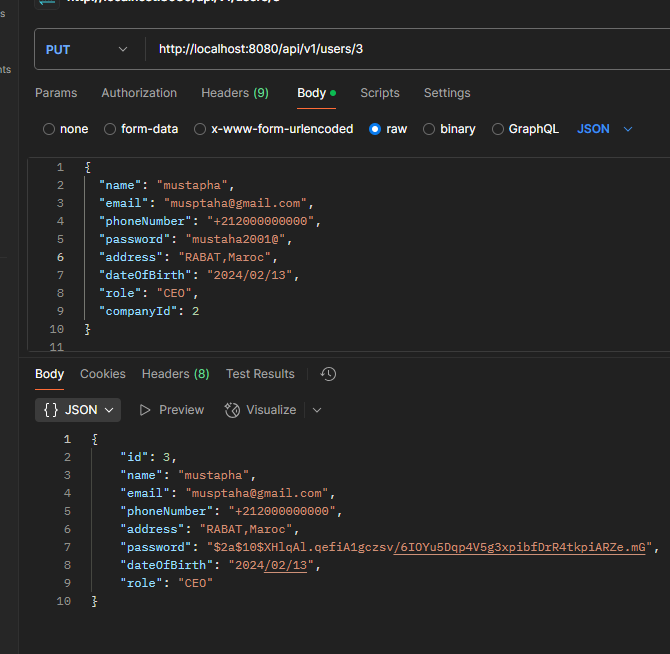 PUT http://localhost:8080/api/v1/users/3
Params Authorization Headers (9) Body Scripts Settings
none form-data x-www-form-urlencoded raw binary GraphQL JSON
1 {
2 "name": "mustapha",
3 "email": "musptaha@gmail.com",
4 "phoneNumber": "+212000000000",
5 "password": "mustaha2001@",
6 "address": "RABAT,Maroc",
7 "dateOfBirth": "2024/02/13",
8 "role": "CEO",
9 "companyId": 2
10 }
11
Body Cookies Headers (8) Test Results
{} JSON Preview Visualize
1 {
2 "id": 3,
3 "name": "mustapha",
4 "email": "musptaha@gmail.com",
5 "phoneNumber": "+212000000000",
6 "address": "RABAT,Maroc",
7 "password": "$2a$10$XHlqAl.qefiA1gczsv/6IOYu5Dqp4V5g3xpibfDrR4tkpiARZe.mG",
8 "dateOfBirth": "2024/02/13",
9 "role": "CEO"
10 }